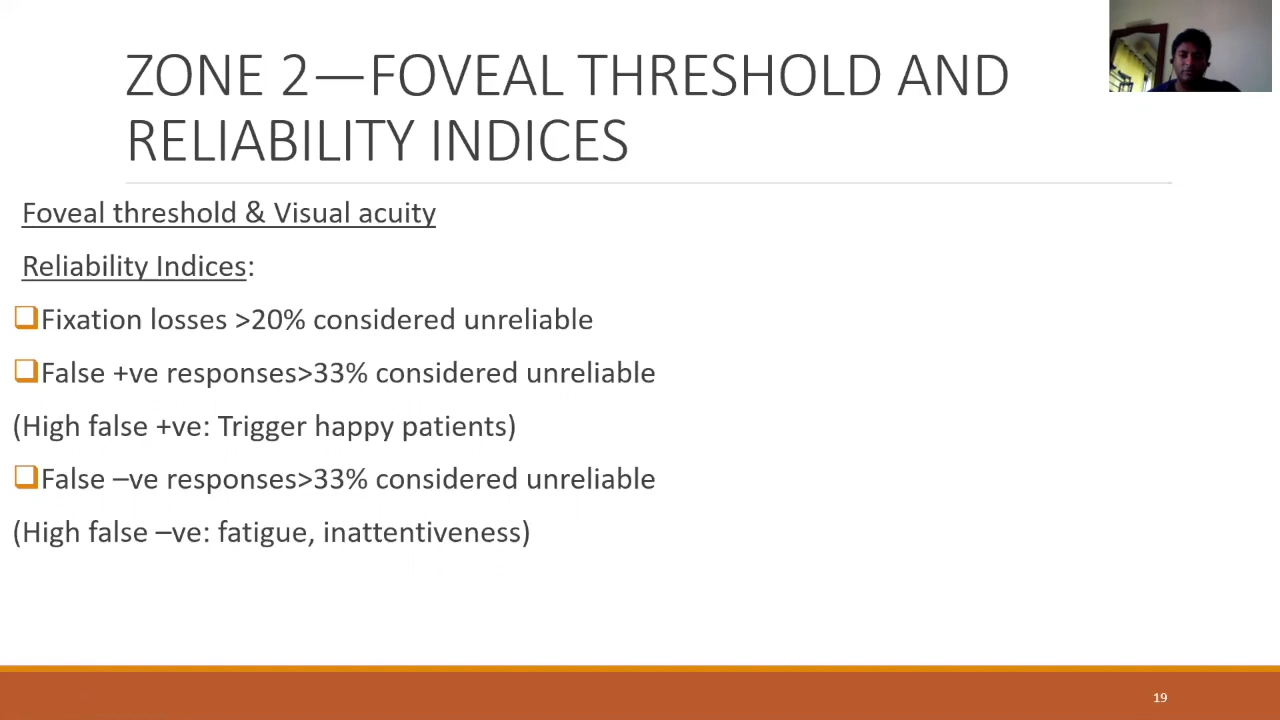 ZONE 2—FOVEAL THRESHOLD AND
RELIABILITY INDICES
Foveal threshold & Visual acuity
Reliability Indices:
Fixation losses >20% considered unreliable
False +ve responses>33% considered unreliable
(High false +ve: Trigger happy patients)
False –ve responses>33% considered unreliable
(High false –ve: fatigue, inattentiveness)
19